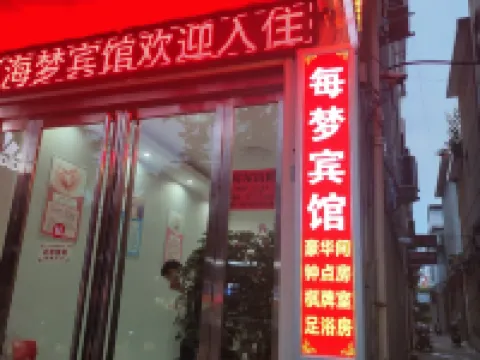 海梦宾馆欢迎入住
每梦宾馆
豪华间
钟点房
棋牌室
足浴房